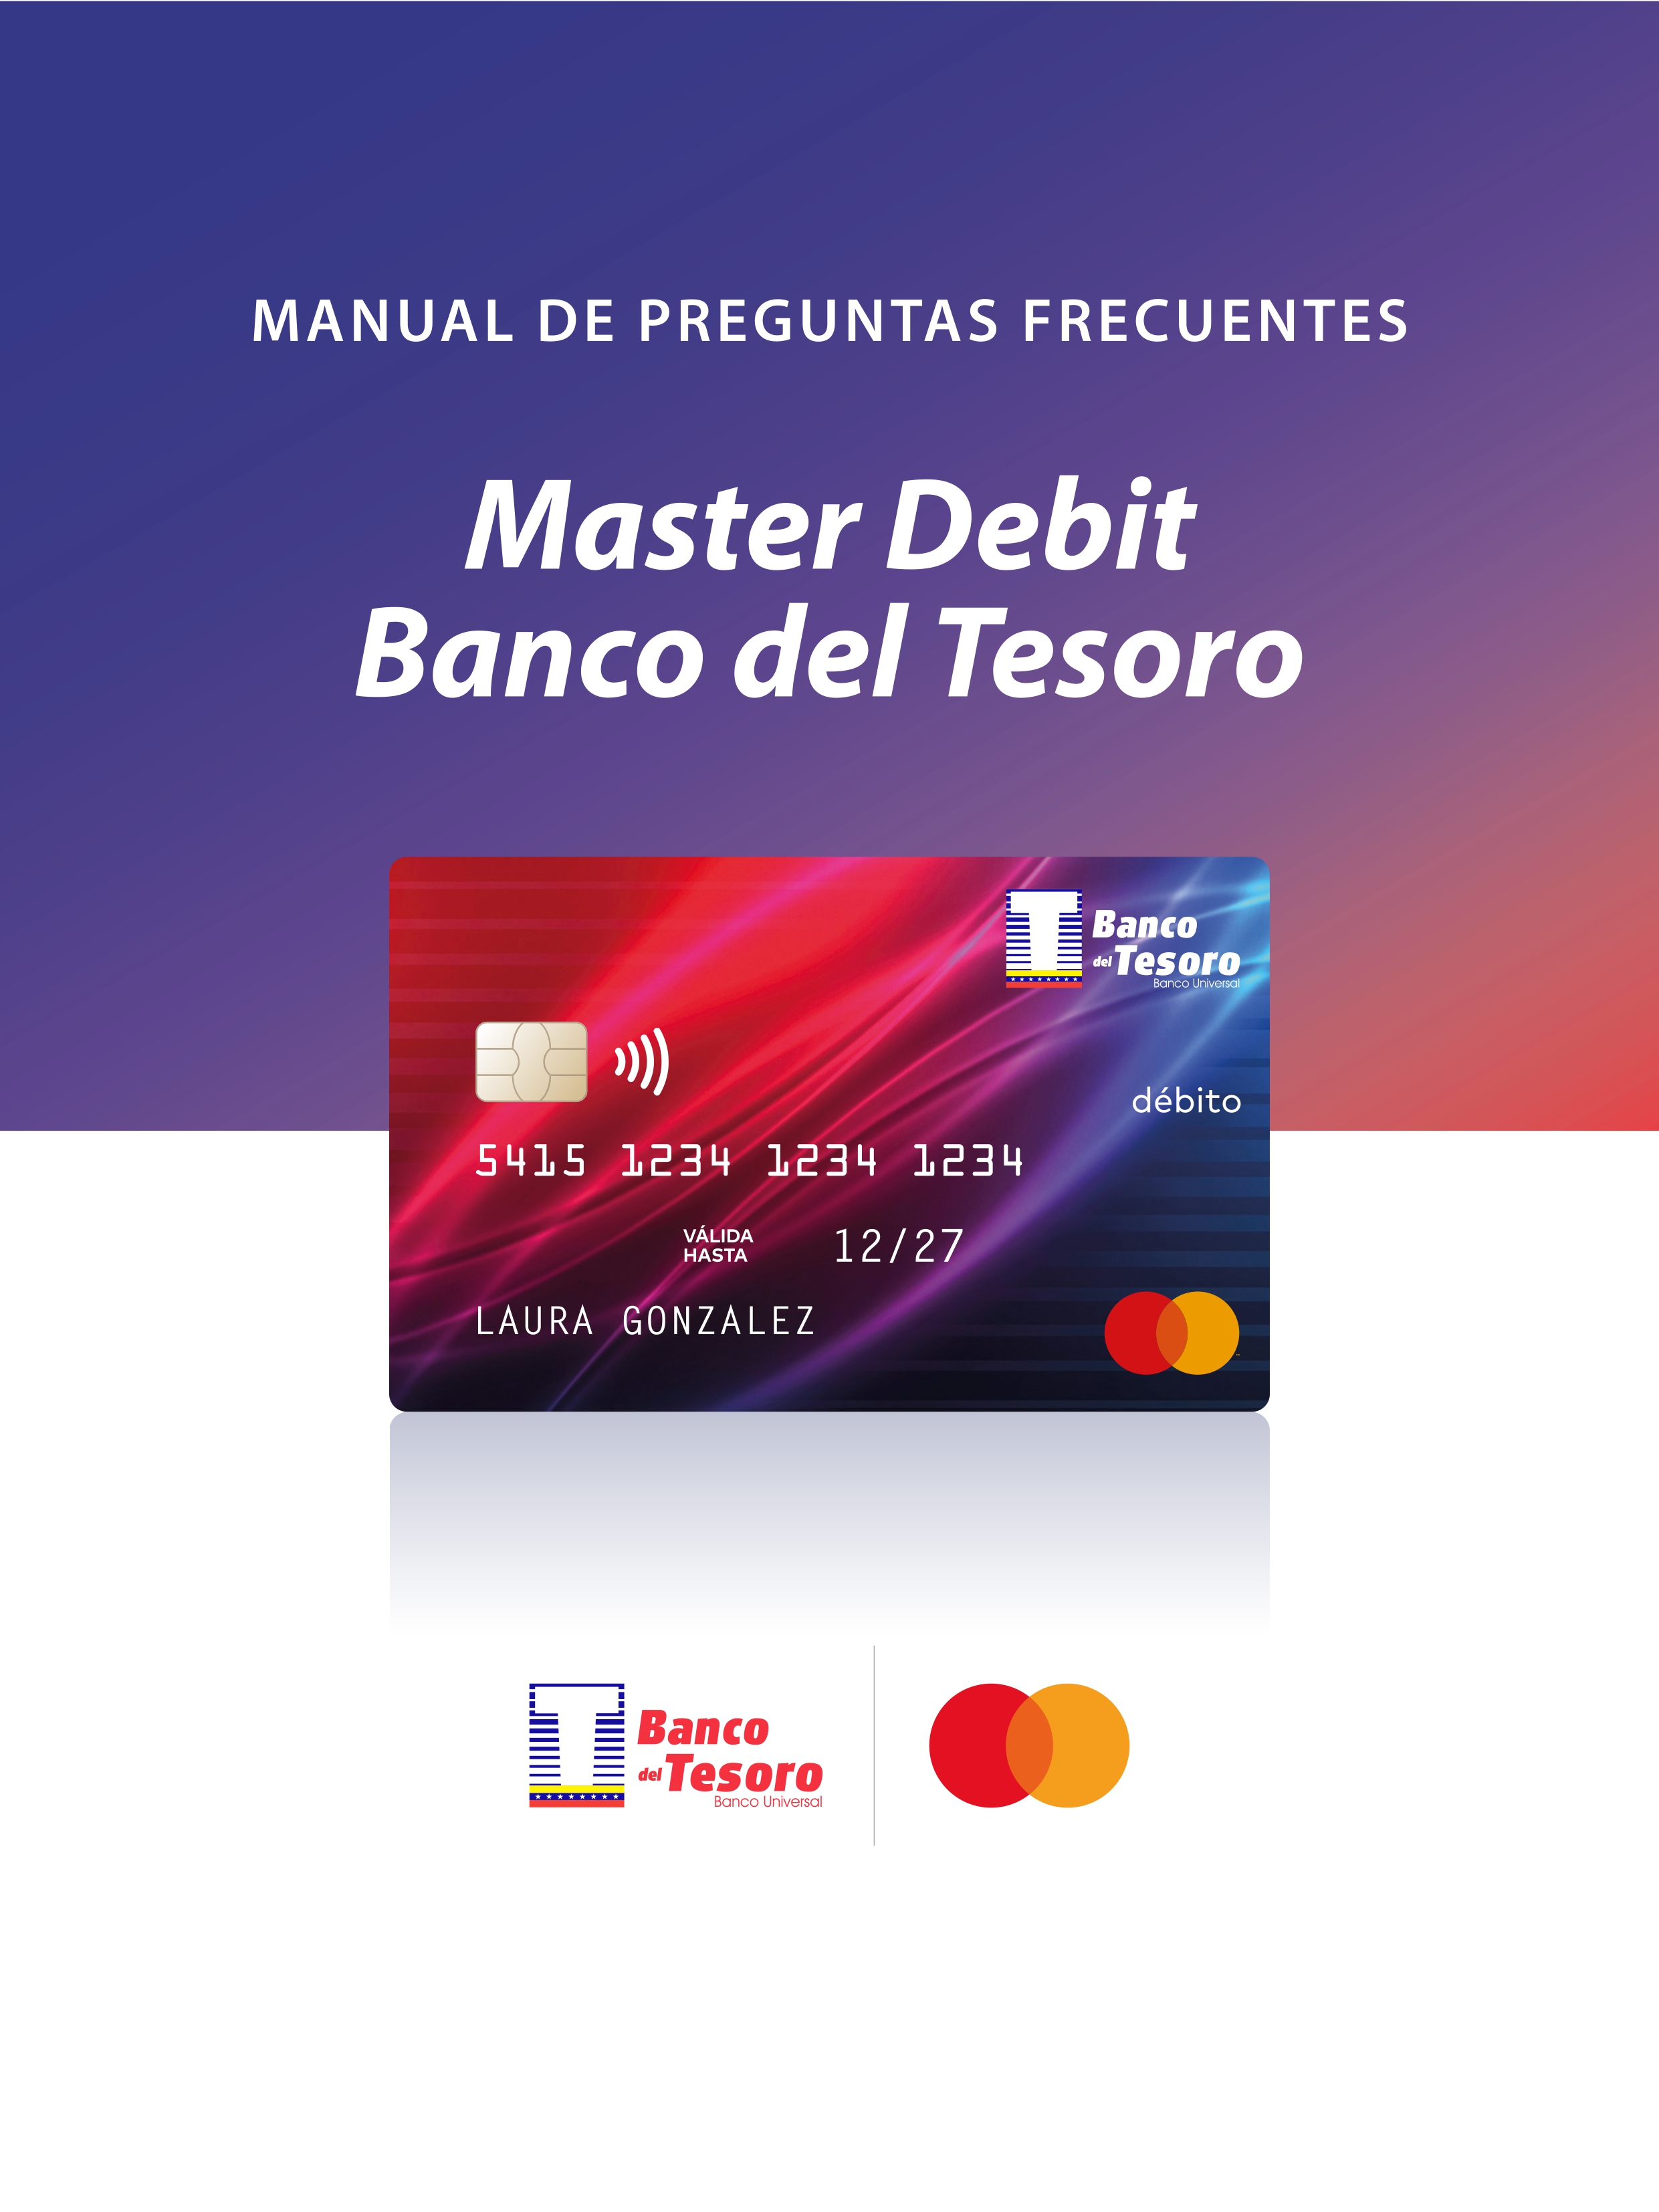 MANUAL DE PREGUNTAS FRECUENTES
Master Debit
Banco del Tesoro
Banco
del Tesoro
Banco Universal
débito
5415 1234 1234 1234
VÁLIDA
HASTA
12/27
LAURA GONZALEZ
Banco
del Tesoro
Banco Universal